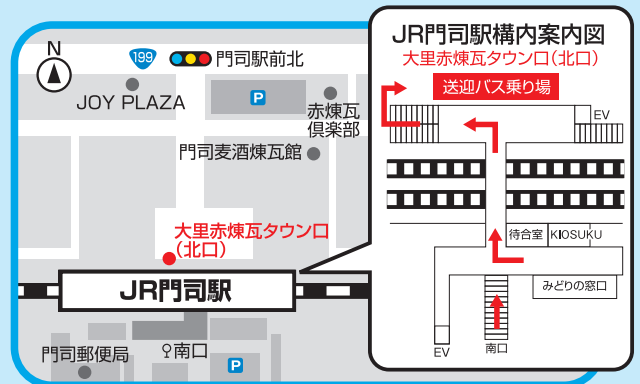 N
199
門司駅前北
JOY PLAZA
P
赤煉瓦
倶楽部
門司麦酒煉瓦館
大里赤煉瓦タウン口
(北口)
JR門司駅
門司郵便局
南口
P
JR門司駅構内案内図
大里赤煉瓦タウン口(北口)
送迎バス乗り場
EV
待合室
KIOSUKU
みどりの窓口
EV
南口